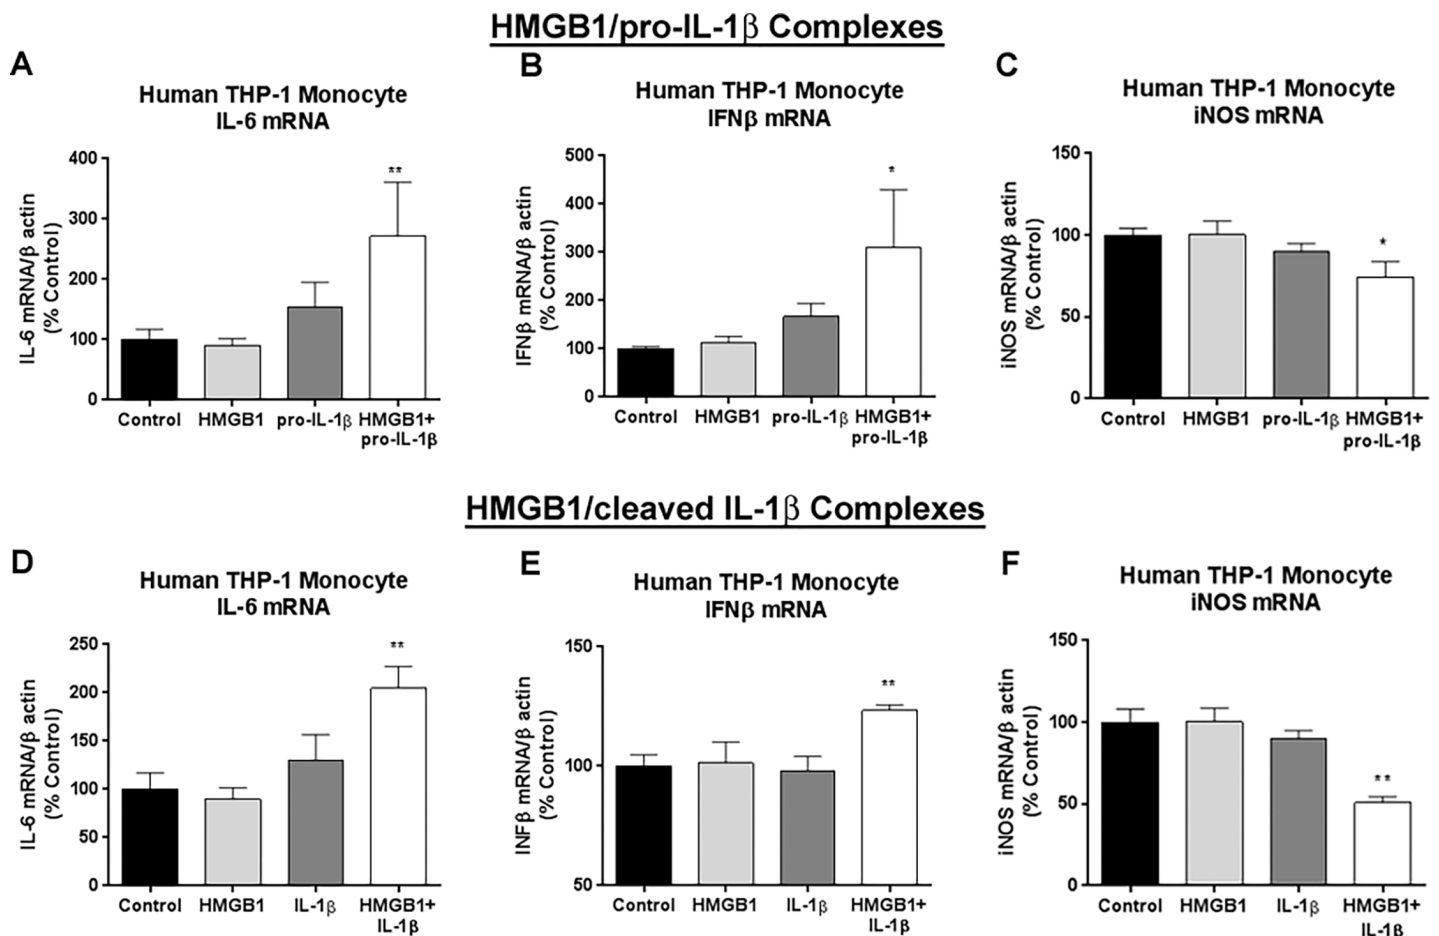 HMGB1/pro-IL-1β Complexes
A
Human THP-1 Monocyte
IL-6 mRNA
IL-6 mRNA/β actin
(% Control)
400
300
200
100
0
**
Control
HMGB1
pro-IL-1β
HMGB1+
pro-IL-1β
B
Human THP-1 Monocyte
IFNβ mRNA
IFNβ mRNA/β actin
(% Control)
500
400
300
200
100
0
*
Control
HMGB1
pro-IL-1β
HMGB1+
pro-IL-1β
C
Human THP-1 Monocyte
iNOS mRNA
iNOS mRNA/β actin
(% Control)
150
100
50
0
*
Control
HMGB1
pro-IL-1β
HMGB1+
pro-IL-1β
HMGB1/cleaved IL-1β Complexes
D
Human THP-1 Monocyte
IL-6 mRNA
IL-6 mRNA/β actin
(% Control)
250
200
150
100
50
0
**
Control
HMGB1
IL-1β
HMGB1+
IL-1β
E
Human THP-1 Monocyte
IFNβ mRNA
INFβ mRNA/β actin
(% Control)
150
100
50
**
Control
HMGB1
IL-1β
HMGB1+
IL-1β
F
Human THP-1 Monocyte
iNOS mRNA
iNOS mRNA/β actin
(% Control)
150
100
50
0
**
Control
HMGB1
IL-1β
HMGB1+
IL-1β